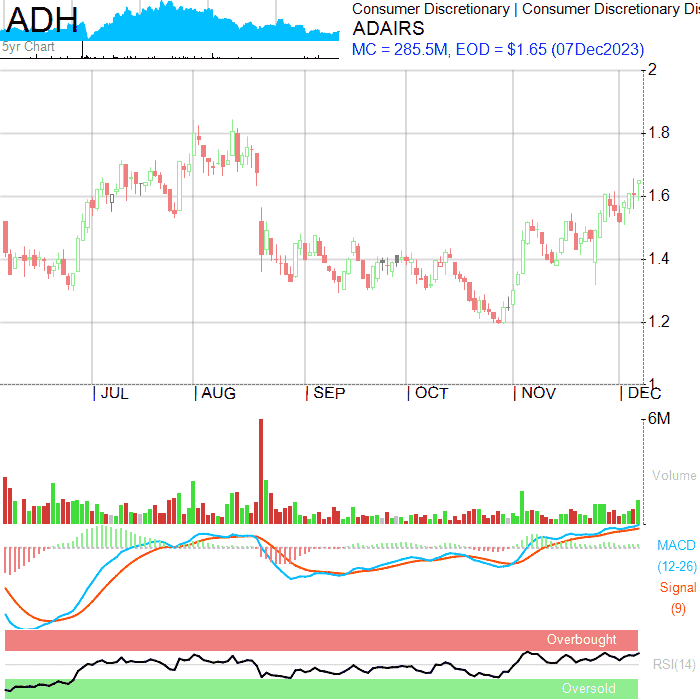 ADH
5yr Chart
Consumer Discretionary | Consumer Discretionary Dis
ADAIRS
MC = 285.5M, EOD = $1.65 (07Dec2023)
2
1.8
1.6
1.4
1.2
1
JUL AUG SEP OCT NOV DEC
6M
Volume
MACD
(12-26)
Signal
(9)
Overbought
RSI(14)
Oversold